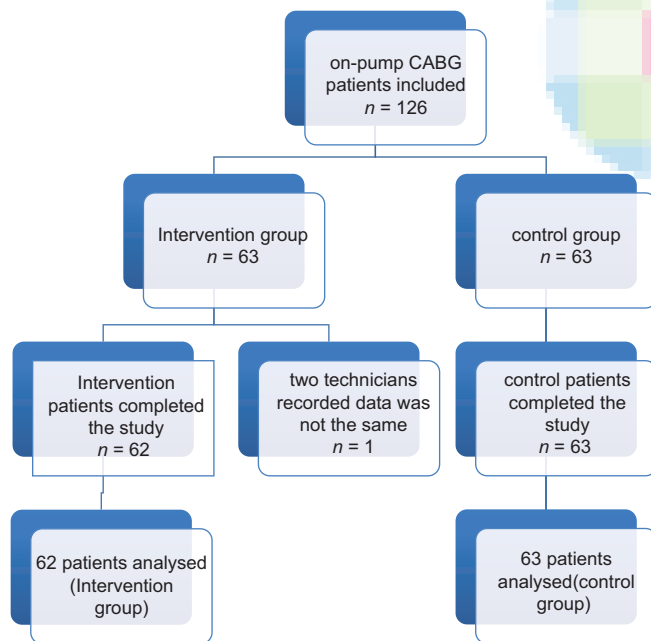 on-pump CABG
patients included
n = 126
Intervention group
n = 63
control group
n = 63
Intervention
patients completed
the study
n = 62
two technicians
recorded data was
not the same
n = 1
control patients
completed the
study
n = 63
62 patients analysed
(Intervention
group)
63 patients
analysed(control
group)